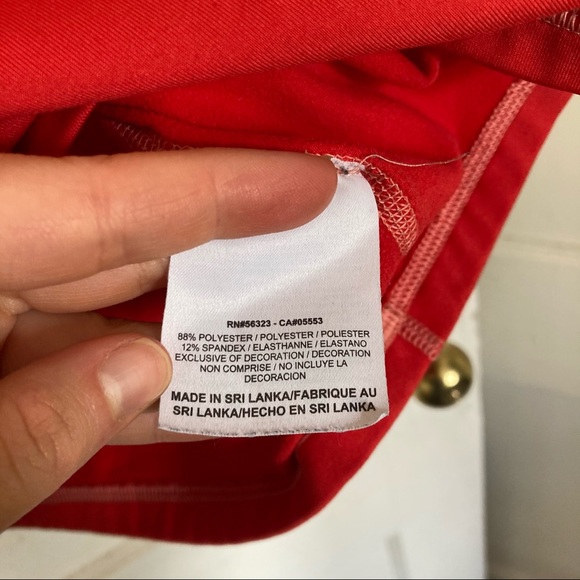 RN#56323 - CA#05553
88% POLYESTER / POLYESTER / POLIESTER
12% SPANDEX / ELASTHANNE / ELASTANO
EXCLUSIVE OF DECORATION / DECORATION
NON COMPRISE / NO INCLUYE LA
DECORACION
MADE IN SRI LANKA/FABRIQUE AU
SRI LANKA/HECHO EN SRI LANKA